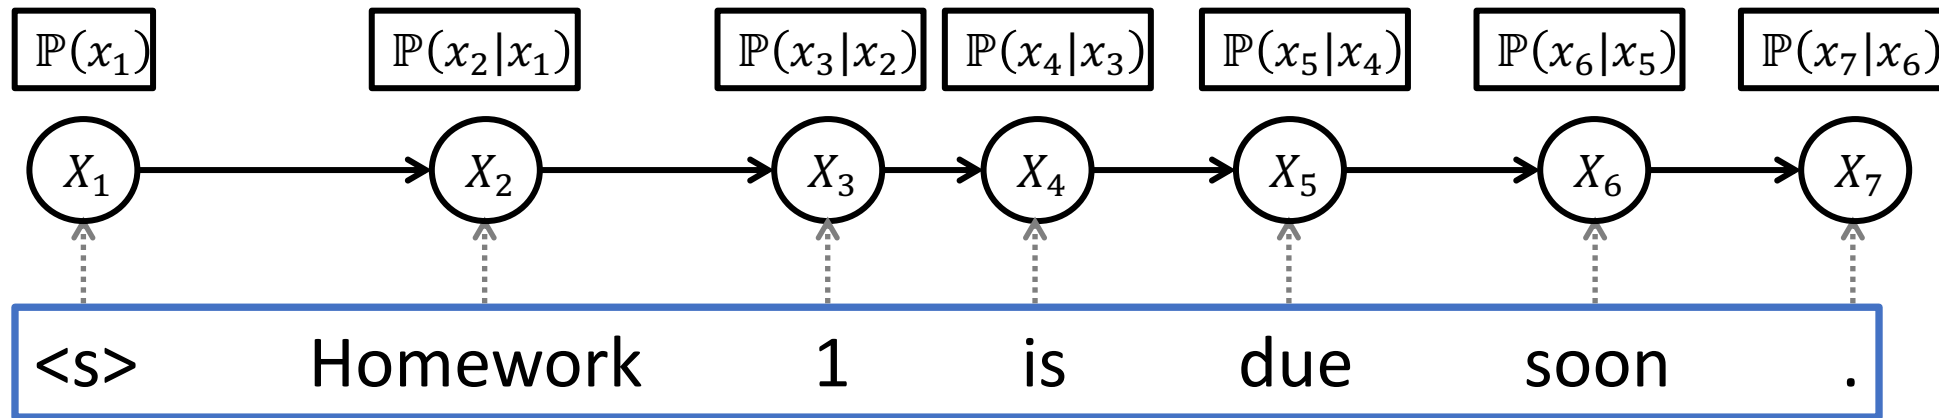 ℙ(x₁) ℙ(x₂|x₁) ℙ(x₃|x₂) ℙ(x₄|x₃) ℙ(x₅|x₄) ℙ(x₆|x₅) ℙ(x₇|x₆)
X₁ X₂ X₃ X₄ X₅ X₆ X₇
<s> Homework 1 is due soon .